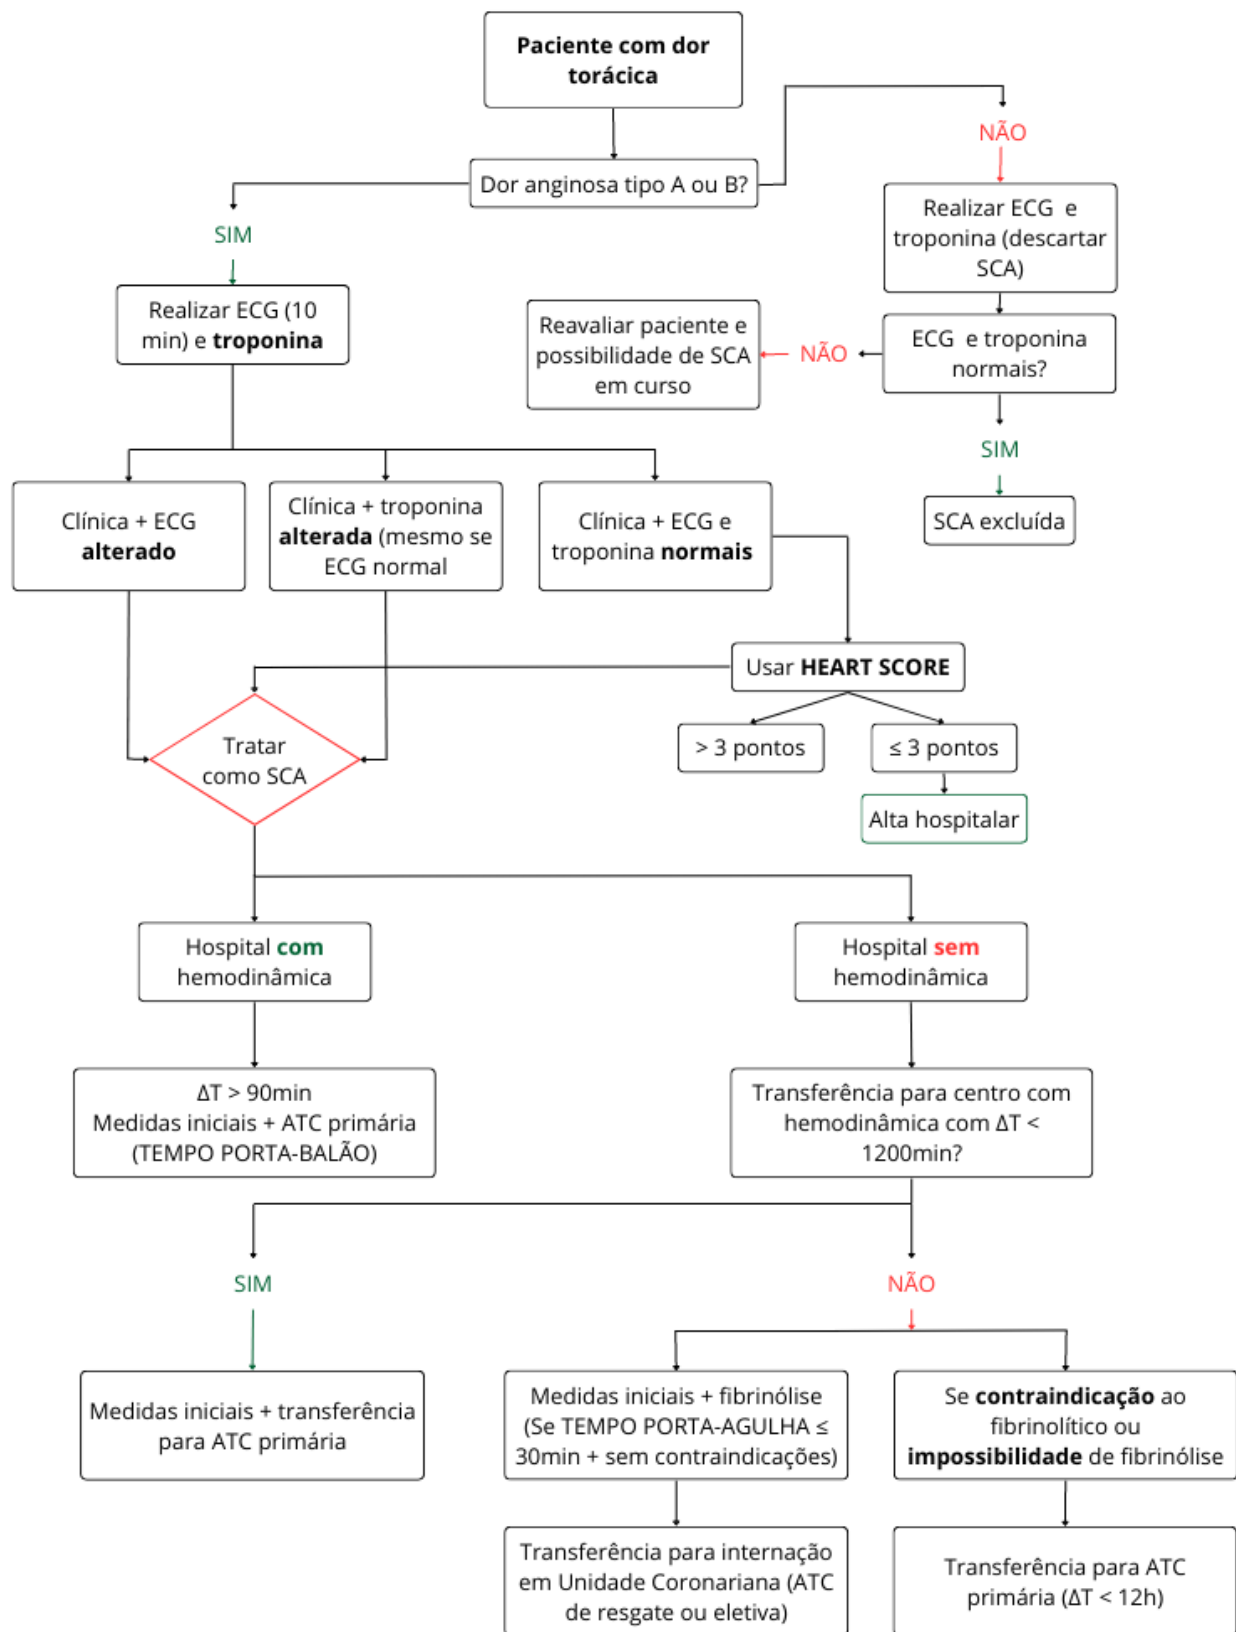 Paciente com dor
torácica
NÃO
Dor anginosa tipo A ou B?
SIM
Realizar ECG e
troponina (descartar
SCA)
Realizar ECG (10
min) e troponina
ECG e troponina
normais?
NÃO
Reavaliar paciente e
possibilidade de SCA
em curso
SIM
SCA excluída
Clínica + ECG
alterado
Clínica + troponina
alterada (mesmo se
ECG normal
Clínica + ECG e
troponina normais
Usar HEART SCORE
> 3 pontos
≤ 3 pontos
Alta hospitalar
Tratar
como SCA
Hospital com
hemodinâmica
Hospital sem
hemodinâmica
ΔT > 90min
Medidas iniciais + ATC primária
(TEMPO PORTA-BALÃO)
Transferência para centro com
hemodinâmica com ΔT <
1200min?
SIM
NÃO
Medidas iniciais + transferência
para ATC primária
Medidas iniciais + fibrinólise
(Se TEMPO PORTA-AGULHA ≤
30min + sem contraindicações)
Se contraindicação ao
fibrinolítico ou
impossibilidade de fibrinólise
Transferência para internação
em Unidade Coronariana (ATC
de resgate ou eletiva)
Transferência para ATC
primária (ΔT < 12h)